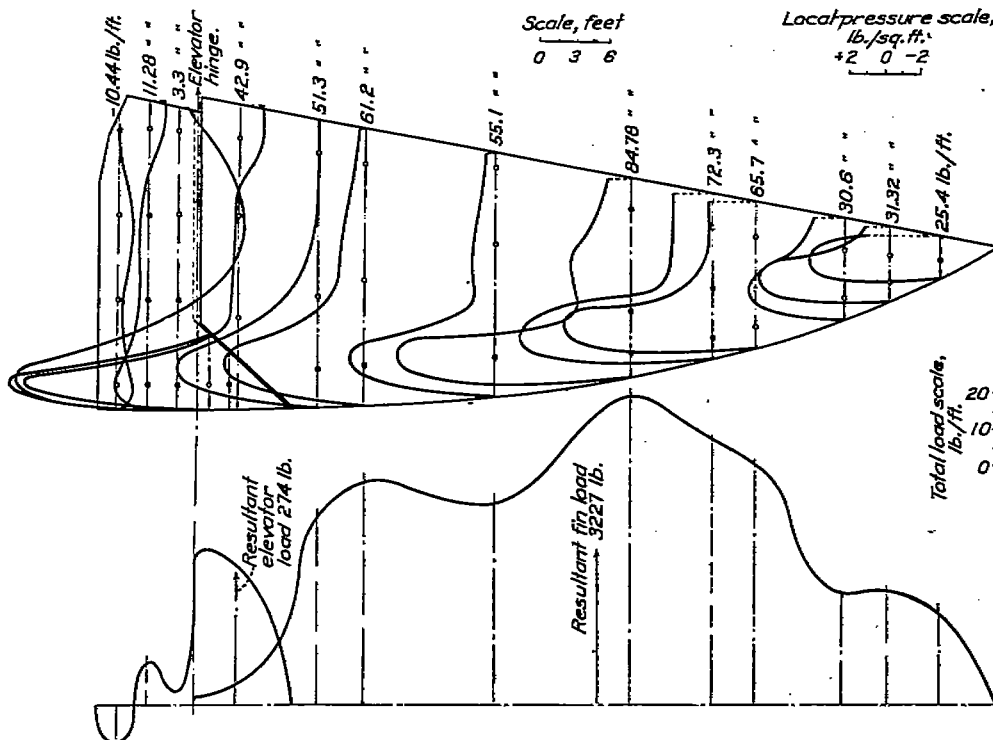 Scale, feet
0 3 6
Local pressure scale,
lb./sq.ft.
+2 0 -2
-10.44 lb./ft.
11.28 " "
3.3 " "
Elevator
hinge.
42.9 " "
51.3 " "
61.2 " "
55.1 " "
84.78 " "
72.3 " "
65.7 " "
30.6 " "
31.32 " "
25.4 lb./ft.
Total load scale,
lb./ft.
20
10
0
Resultant
elevator
load 274 lb.
Resultant fin load
3227 lb.